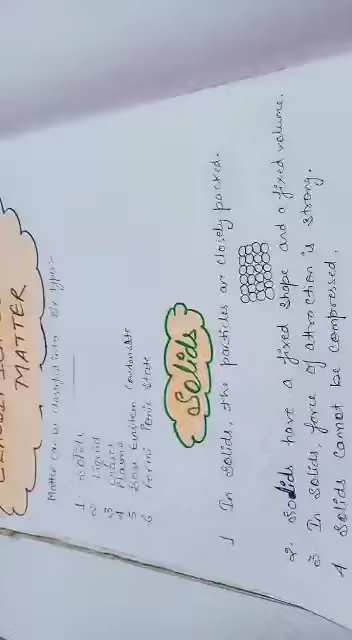 MATTER
Matter can be classified into six types:-
1. Solids
2 Liquid
3 Gases
4 Plasma
5 Bose Einstein Condensate
6 Fermi Ponic State
Solids
1 In solids, the particles are closely packed.
2. Solids have a fixed shape and a fixed volume.
3 In solids, force of attraction is strong.
4 Solids cannot be compressed.